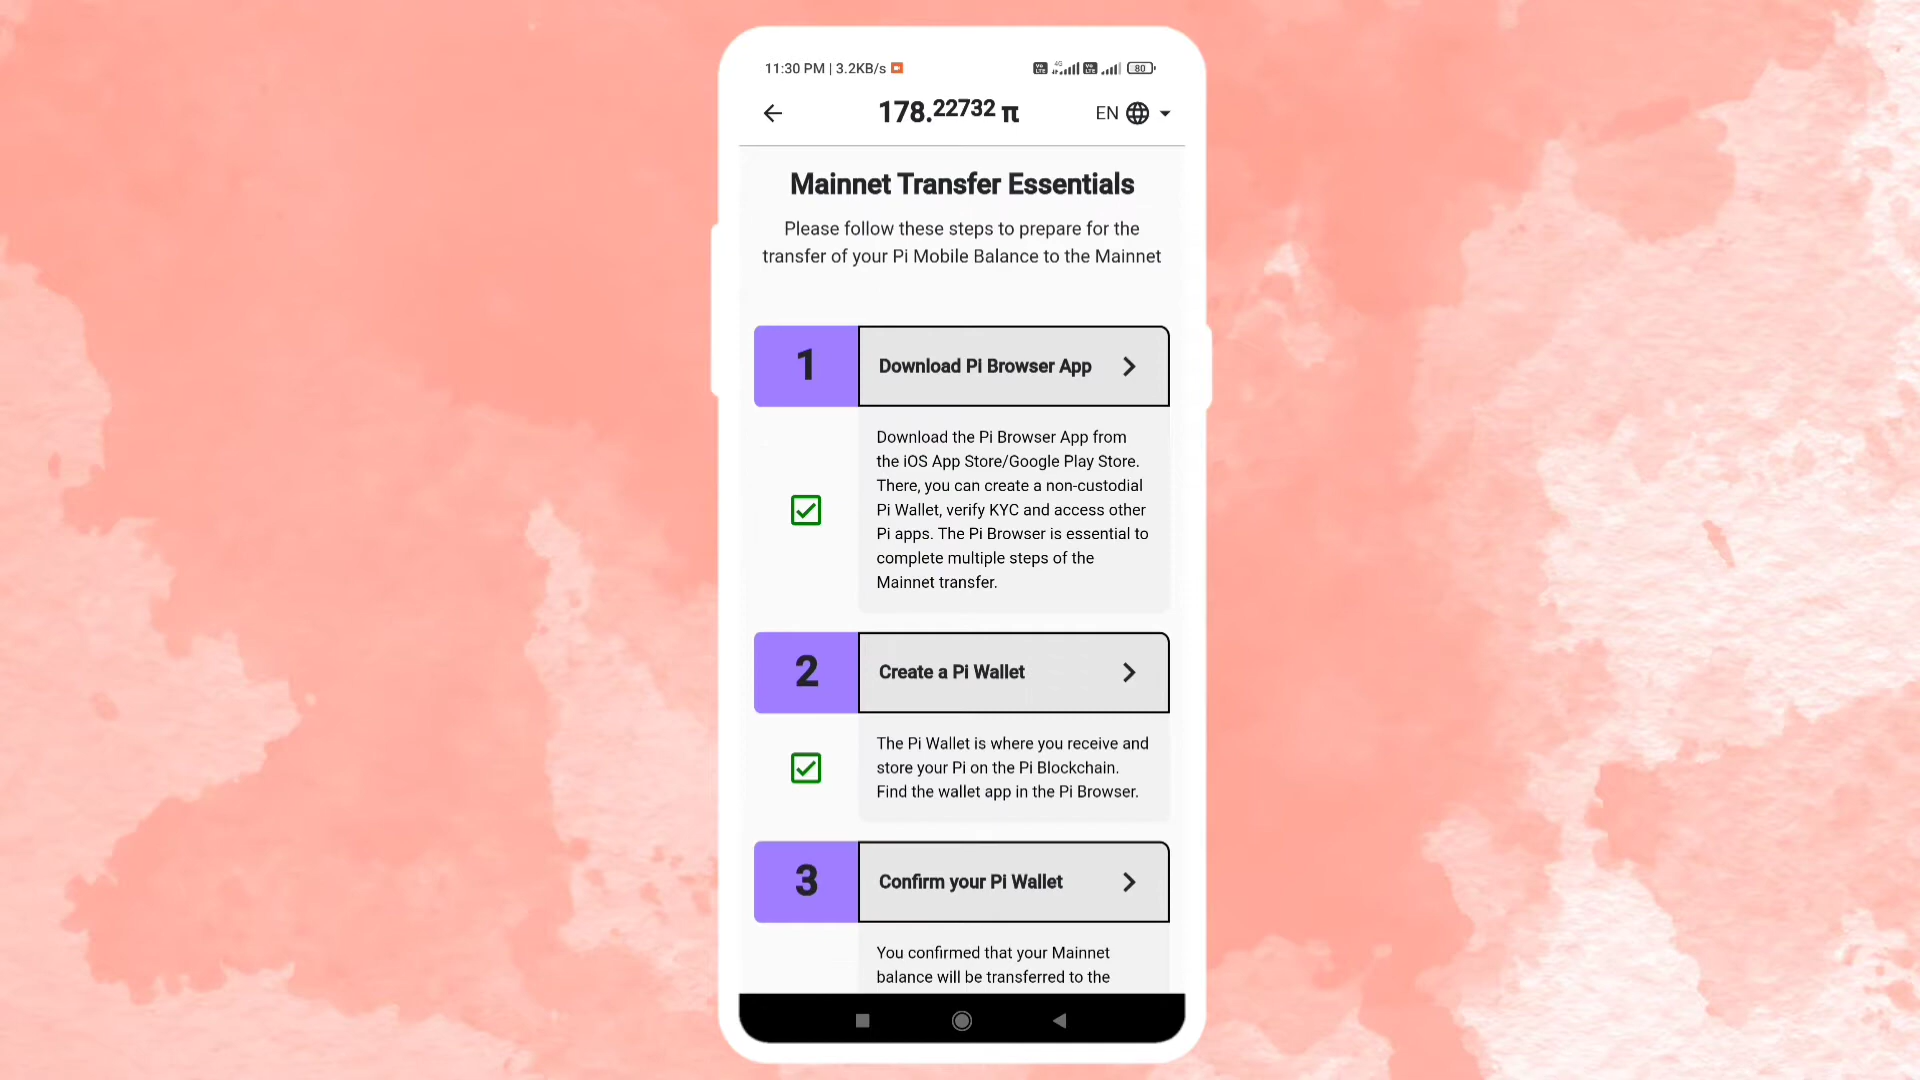 11:30 PM | 3.2KB/s
4G
Vo LTE
Vo LTE
80
178.22732 π
EN
Mainnet Transfer Essentials
Please follow these steps to prepare for the
transfer of your Pi Mobile Balance to the Mainnet
1
Download Pi Browser App
Download the Pi Browser App from
the iOS App Store/Google Play Store.
There, you can create a non-custodial
Pi Wallet, verify KYC and access other
Pi apps. The Pi Browser is essential to
complete multiple steps of the
Mainnet transfer.
2
Create a Pi Wallet
The Pi Wallet is where you receive and
store your Pi on the Pi Blockchain.
Find the wallet app in the Pi Browser.
3
Confirm your Pi Wallet
You confirmed that your Mainnet
balance will be transferred to the